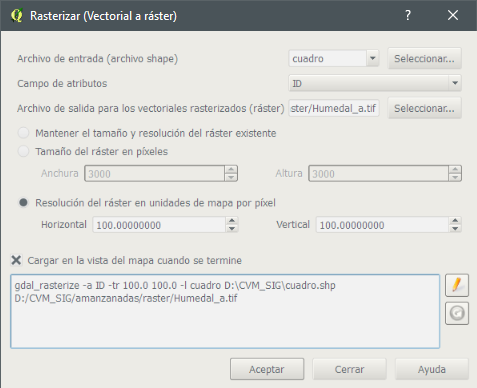 Rasterizar (Vectorial a ráster)
Archivo de entrada (archivo shape) cuadro Seleccionar...
Campo de atributos ID
Archivo de salida para los vectoriales rasterizados (ráster) ster/Humedal_a.tif Seleccionar...
Mantener el tamaño y resolución del ráster existente
Tamaño del ráster en píxeles
Anchura 3000 Altura 3000
Resolución del ráster en unidades de mapa por píxel
Horizontal 100.00000000 Vertical 100.00000000
Cargar en la vista del mapa cuando se termine
gdal_rasterize -a ID -tr 100.0 100.0 -l cuadro D:\CVM_SIG\cuadro.shp
D:/CVM_SIG/amanzanadas/raster/Humedal_a.tif
Aceptar Cerrar Ayuda